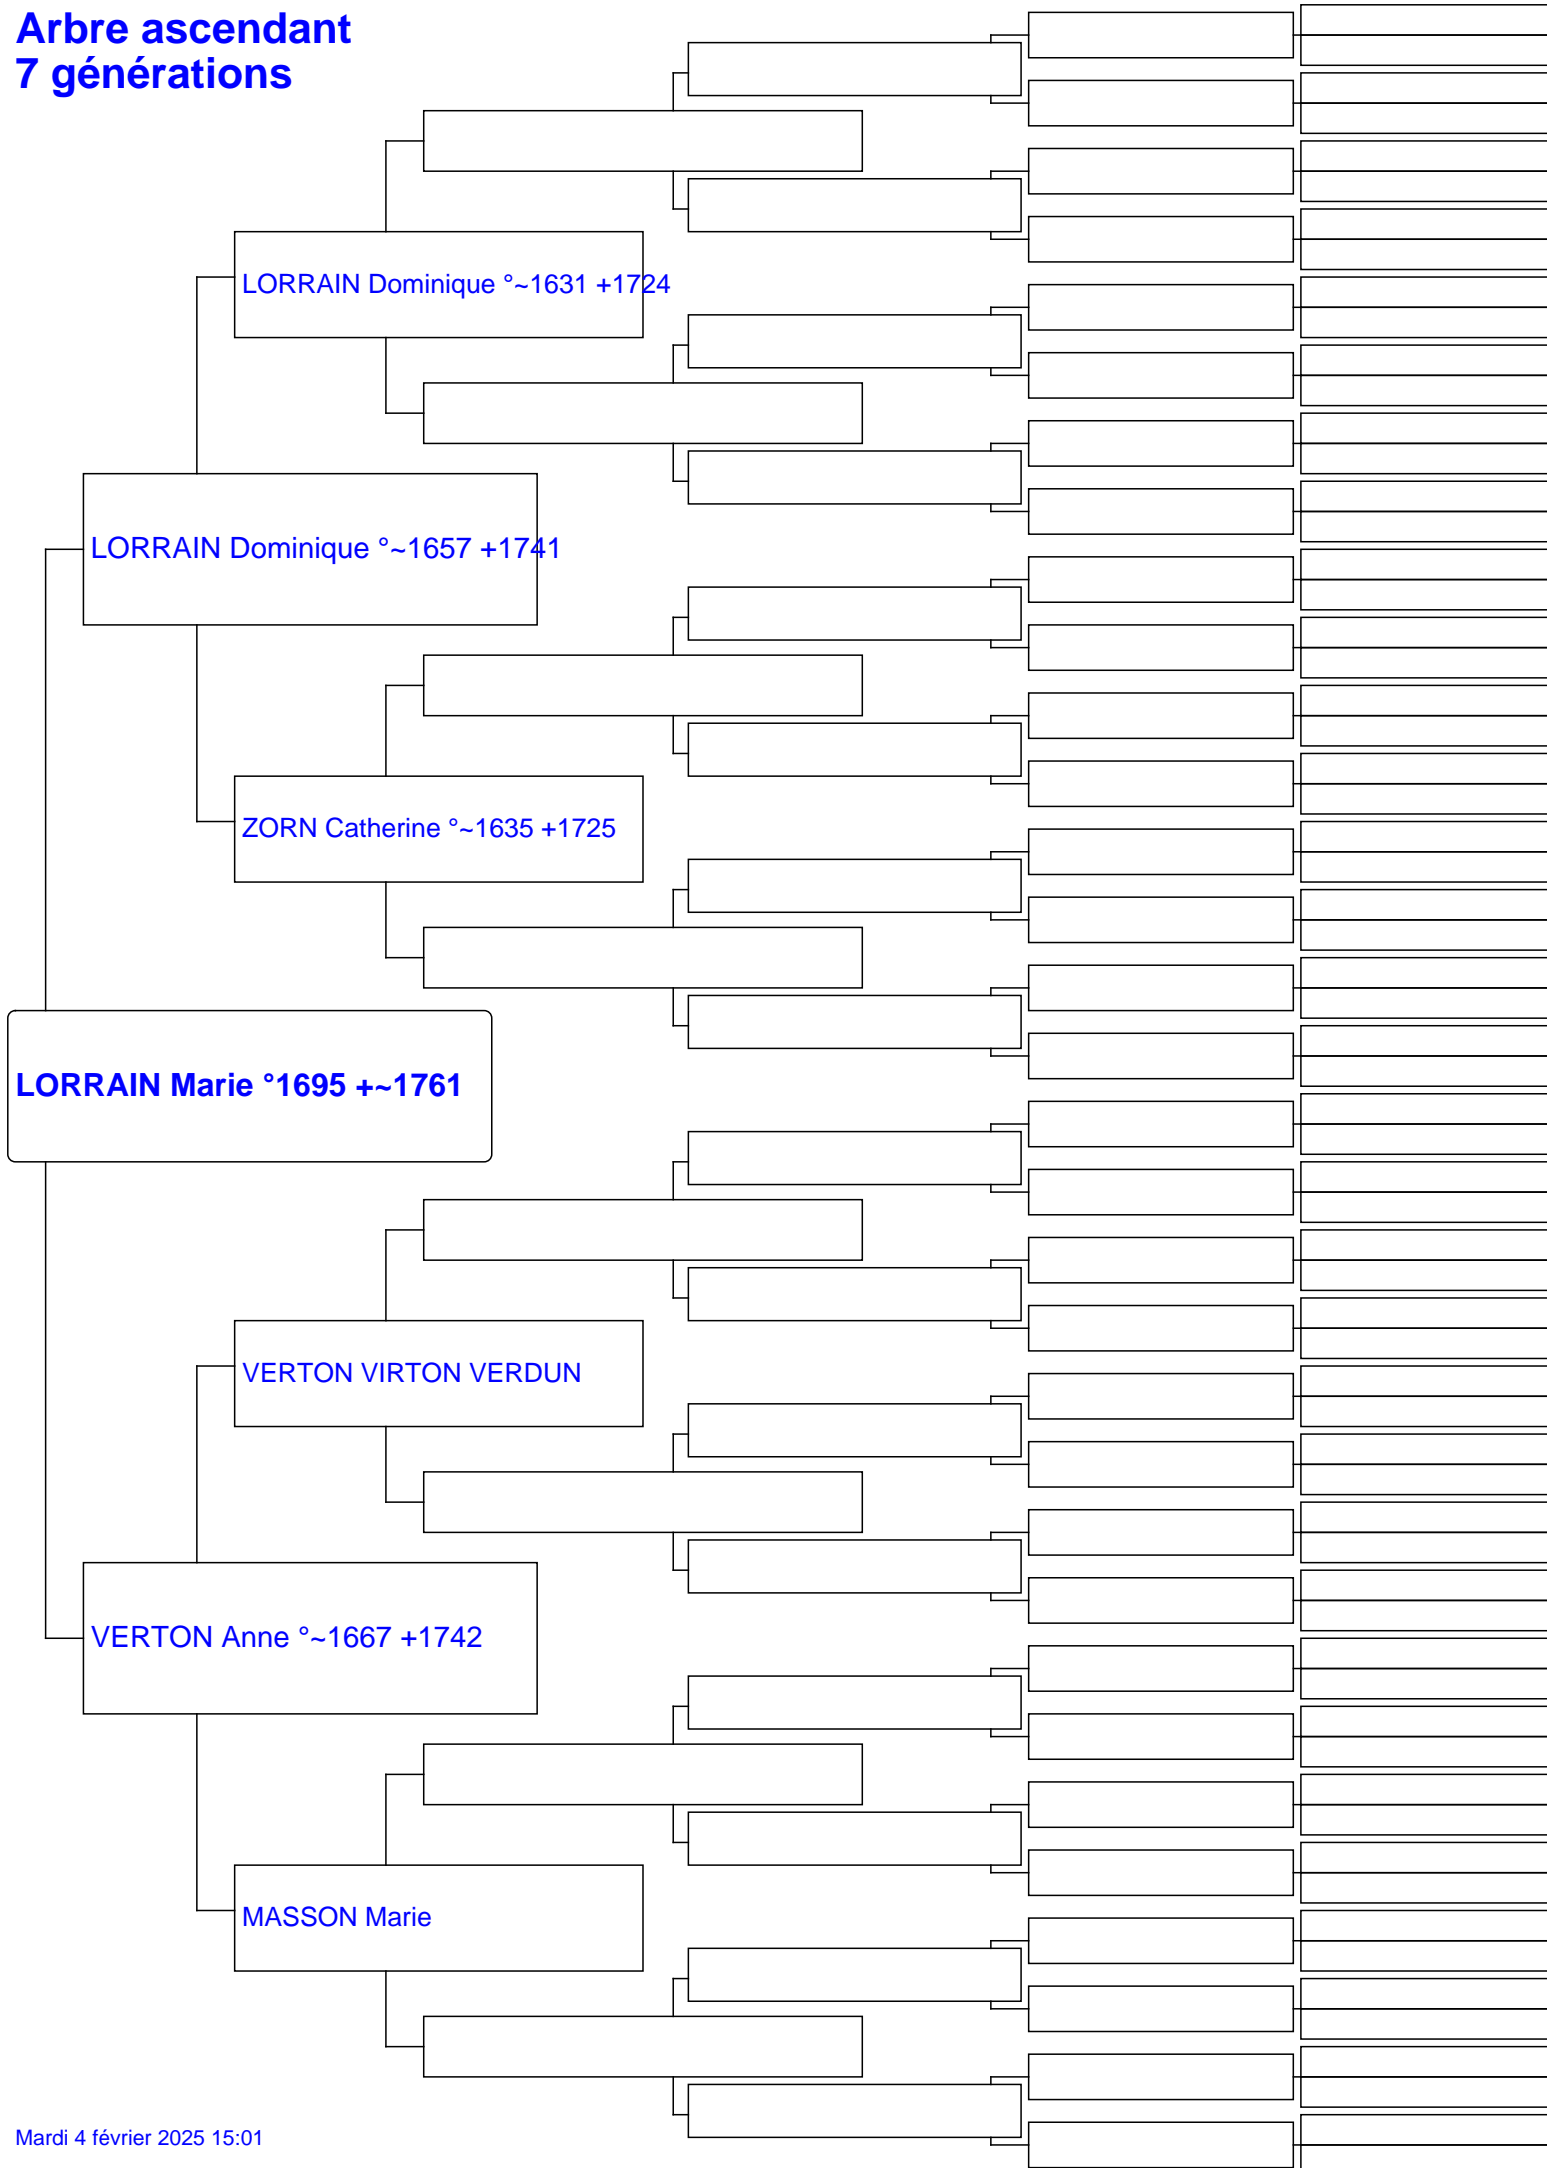 Arbre ascendant
7 générations
LORRAIN Dominique °~1631 +1724
LORRAIN Dominique °~1657 +1741
ZORN Catherine °~1635 +1725
LORRAIN Marie °1695 +~1761
VERTON VIRTON VERDUN
VERTON Anne °~1667 +1742
MASSON Marie
Mardi 4 février 2025 15:01